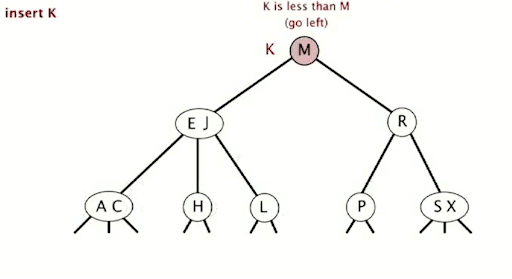 insert K
K is less than M
(go left)
K M
E J R
A C H L P S X